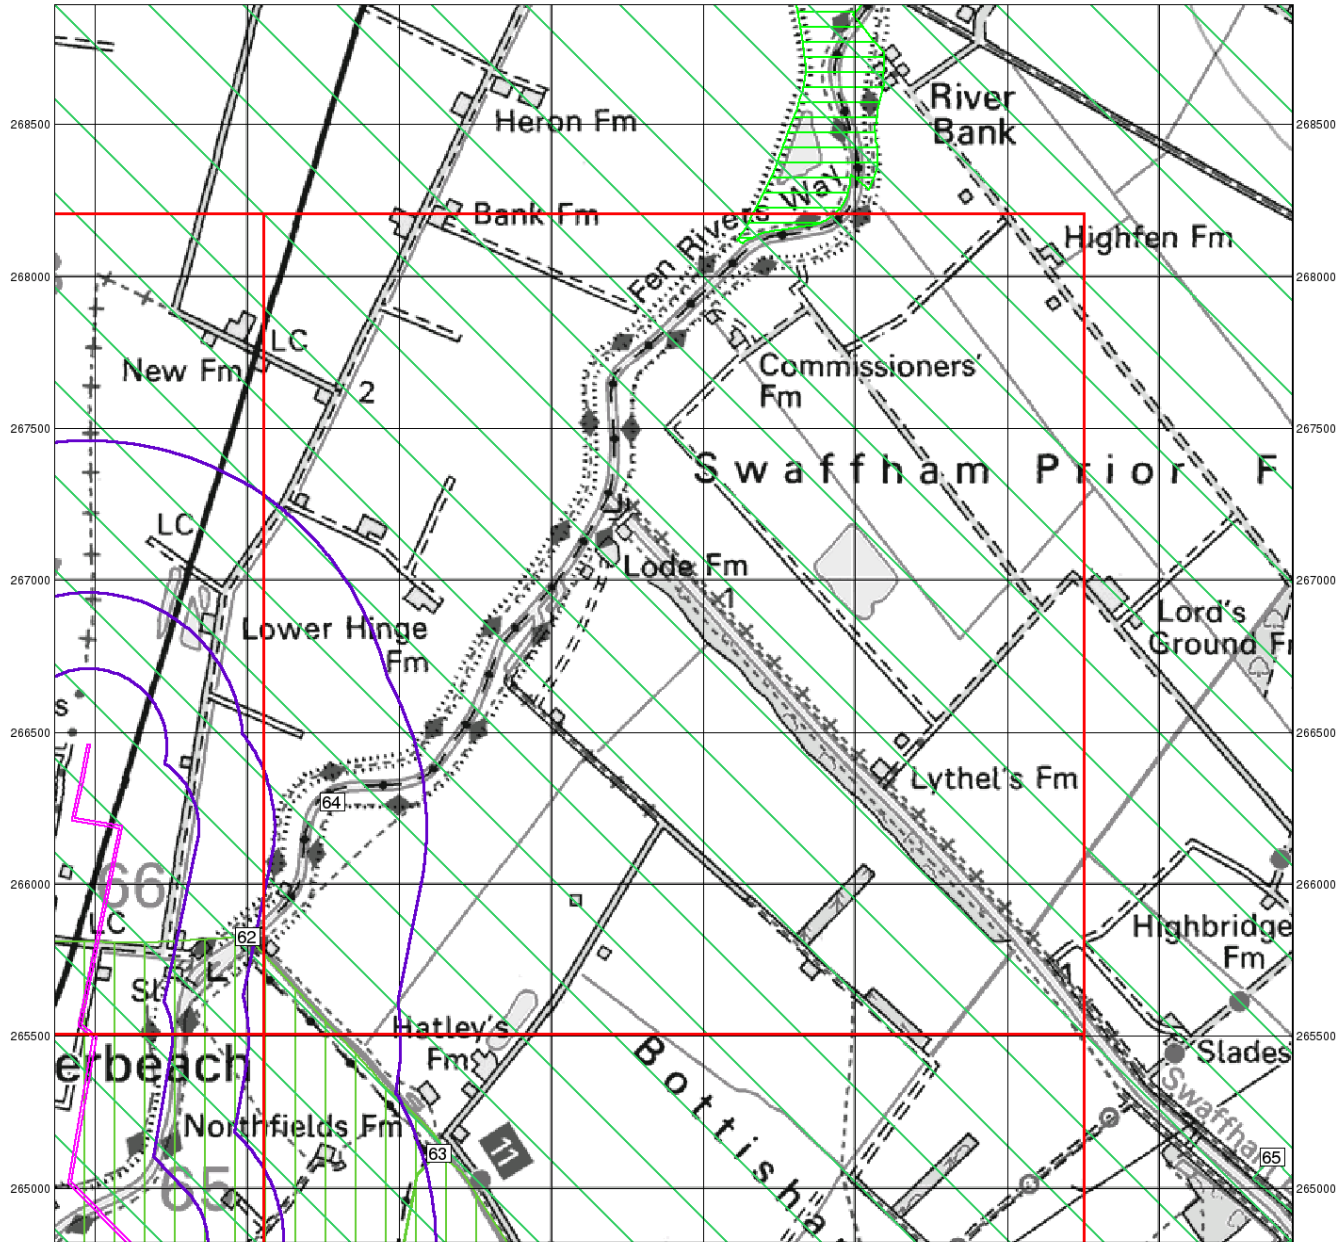 268500
268500
Heron Fm
River
Bank
Bank Fm
Fen Rivers Way
Highfen Fm
268000
268000
LC
New Fm
2
Commissioners'
Fm
267500
267500
Swaffham Prior F
LC
Lode Fm
267000
267000
1
Lower Hinge
Fm
Lord's
Ground F
s
266500
266500
Lythel's Fm
64
66
266000
266000
LC
62
Highbridge
Fm
SL
L
Hatley's
Fm
265500
265500
erbeach
Bottisha
Slades
Swaffha
Northfields Fm
11
63
65
65
265000
265000